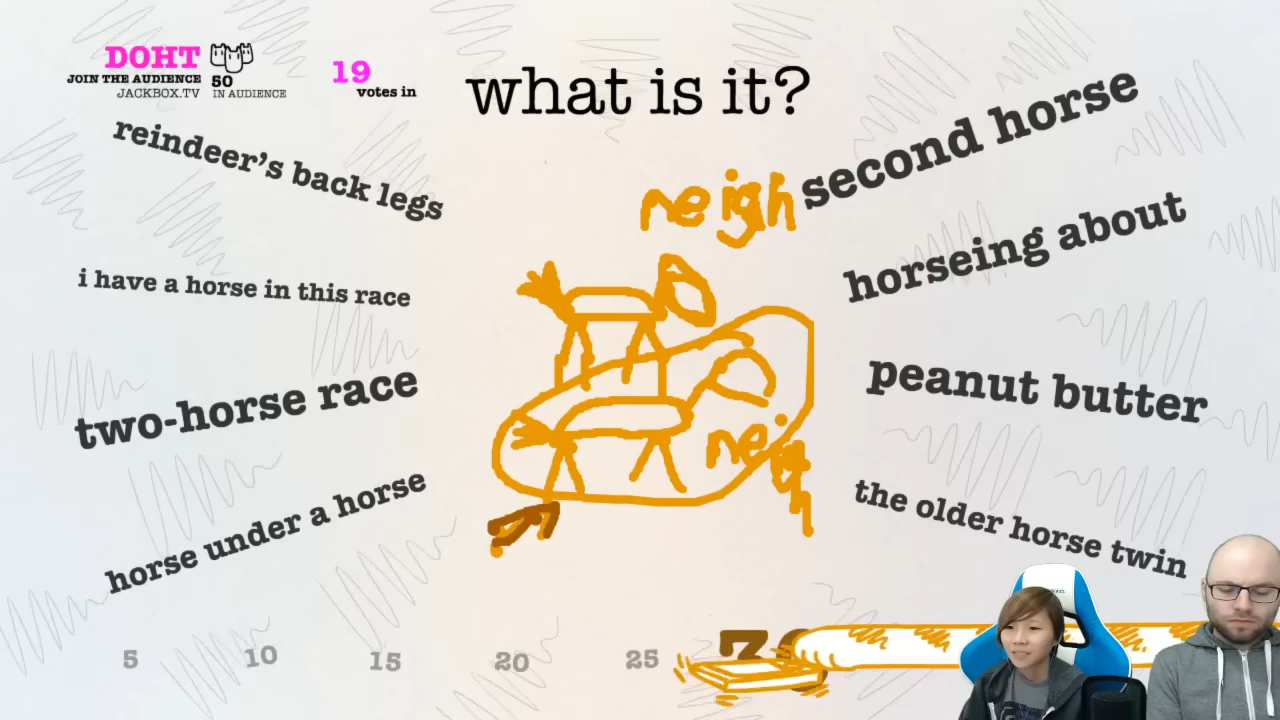 DOHT
JOIN THE AUDIENCE
JACKBOX.TV
50
IN AUDIENCE
19
votes in
what is it?
reindeer's back legs
i have a horse in this race
two-horse race
horse under a horse
neigh
neigh
second horse
horseing about
peanut butter
the older horse twin
5
10
15
20
25